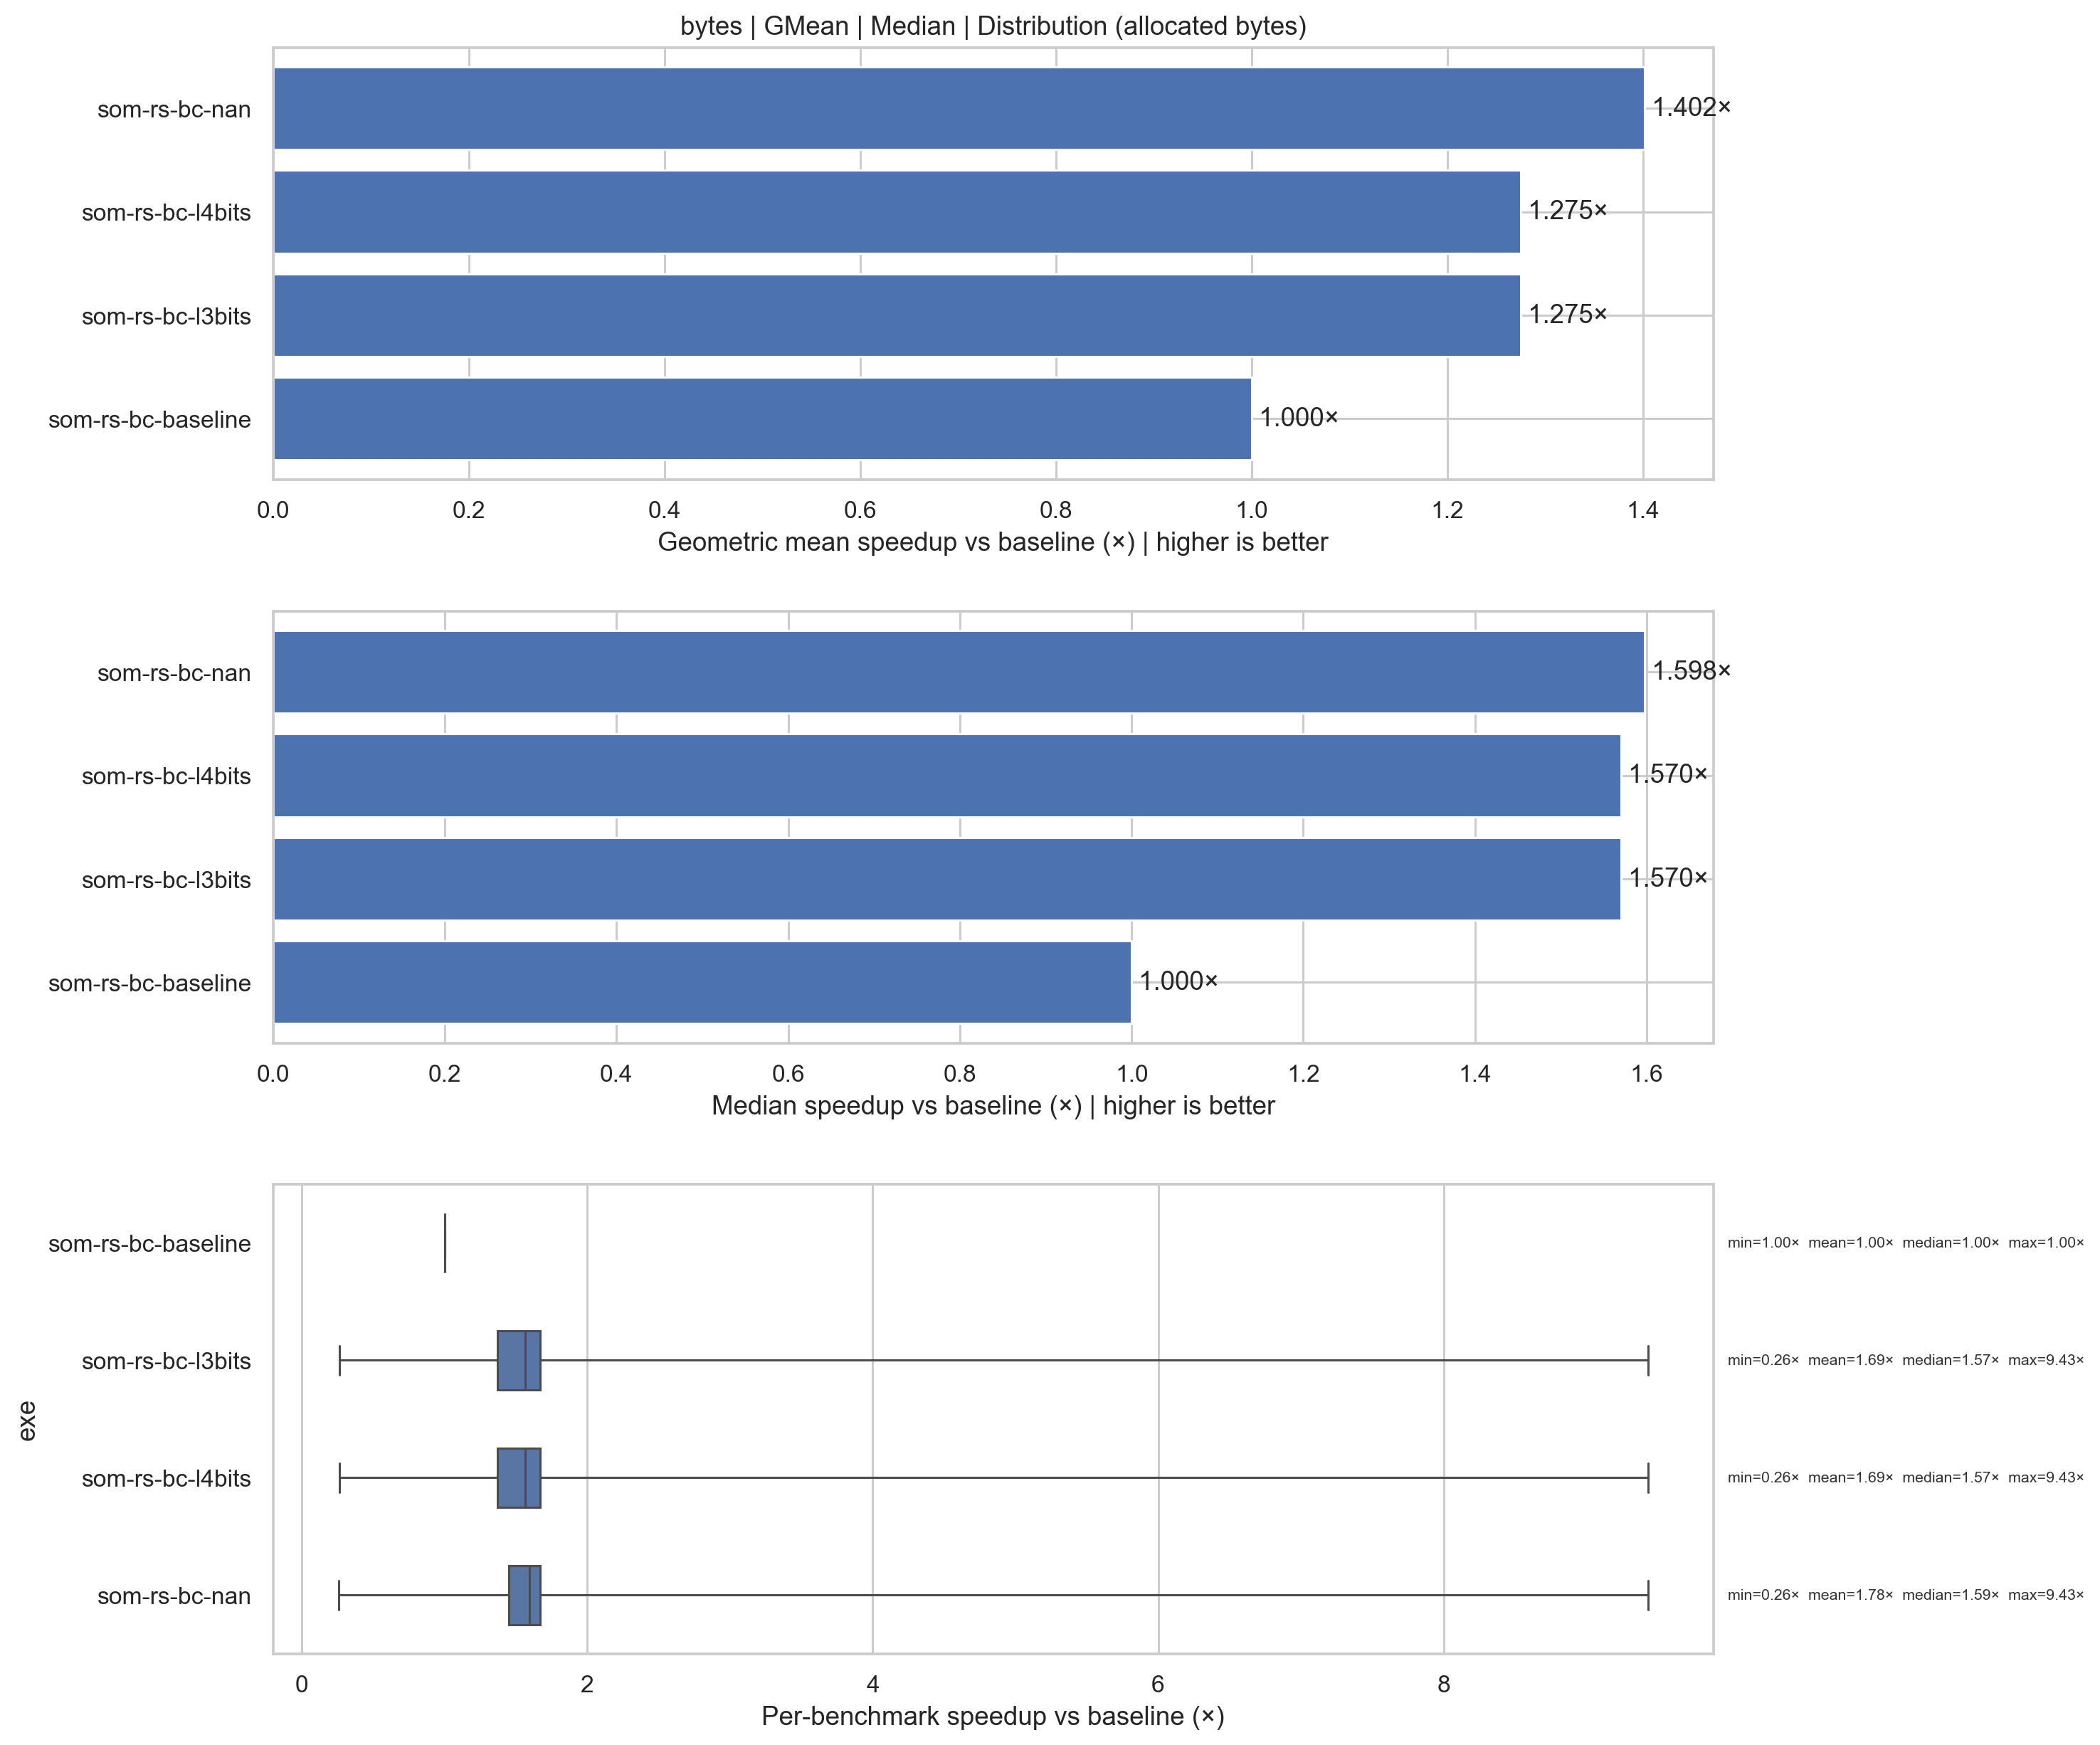 bytes | GMean | Median | Distribution (allocated bytes)
som-rs-bc-nan 1.402×
som-rs-bc-l4bits 1.275×
som-rs-bc-l3bits 1.275×
som-rs-bc-baseline 1.000×
0.0 0.2 0.4 0.6 0.8 1.0 1.2 1.4
Geometric mean speedup vs baseline (×) | higher is better
som-rs-bc-nan 1.598×
som-rs-bc-l4bits 1.570×
som-rs-bc-l3bits 1.570×
som-rs-bc-baseline 1.000×
0.0 0.2 0.4 0.6 0.8 1.0 1.2 1.4 1.6
Median speedup vs baseline (×) | higher is better
exe
som-rs-bc-baseline min=1.00× mean=1.00× median=1.00× max=1.00×
som-rs-bc-l3bits min=0.26× mean=1.69× median=1.57× max=9.43×
som-rs-bc-l4bits min=0.26× mean=1.69× median=1.57× max=9.43×
som-rs-bc-nan min=0.26× mean=1.78× median=1.59× max=9.43×
0 2 4 6 8
Per-benchmark speedup vs baseline (×)